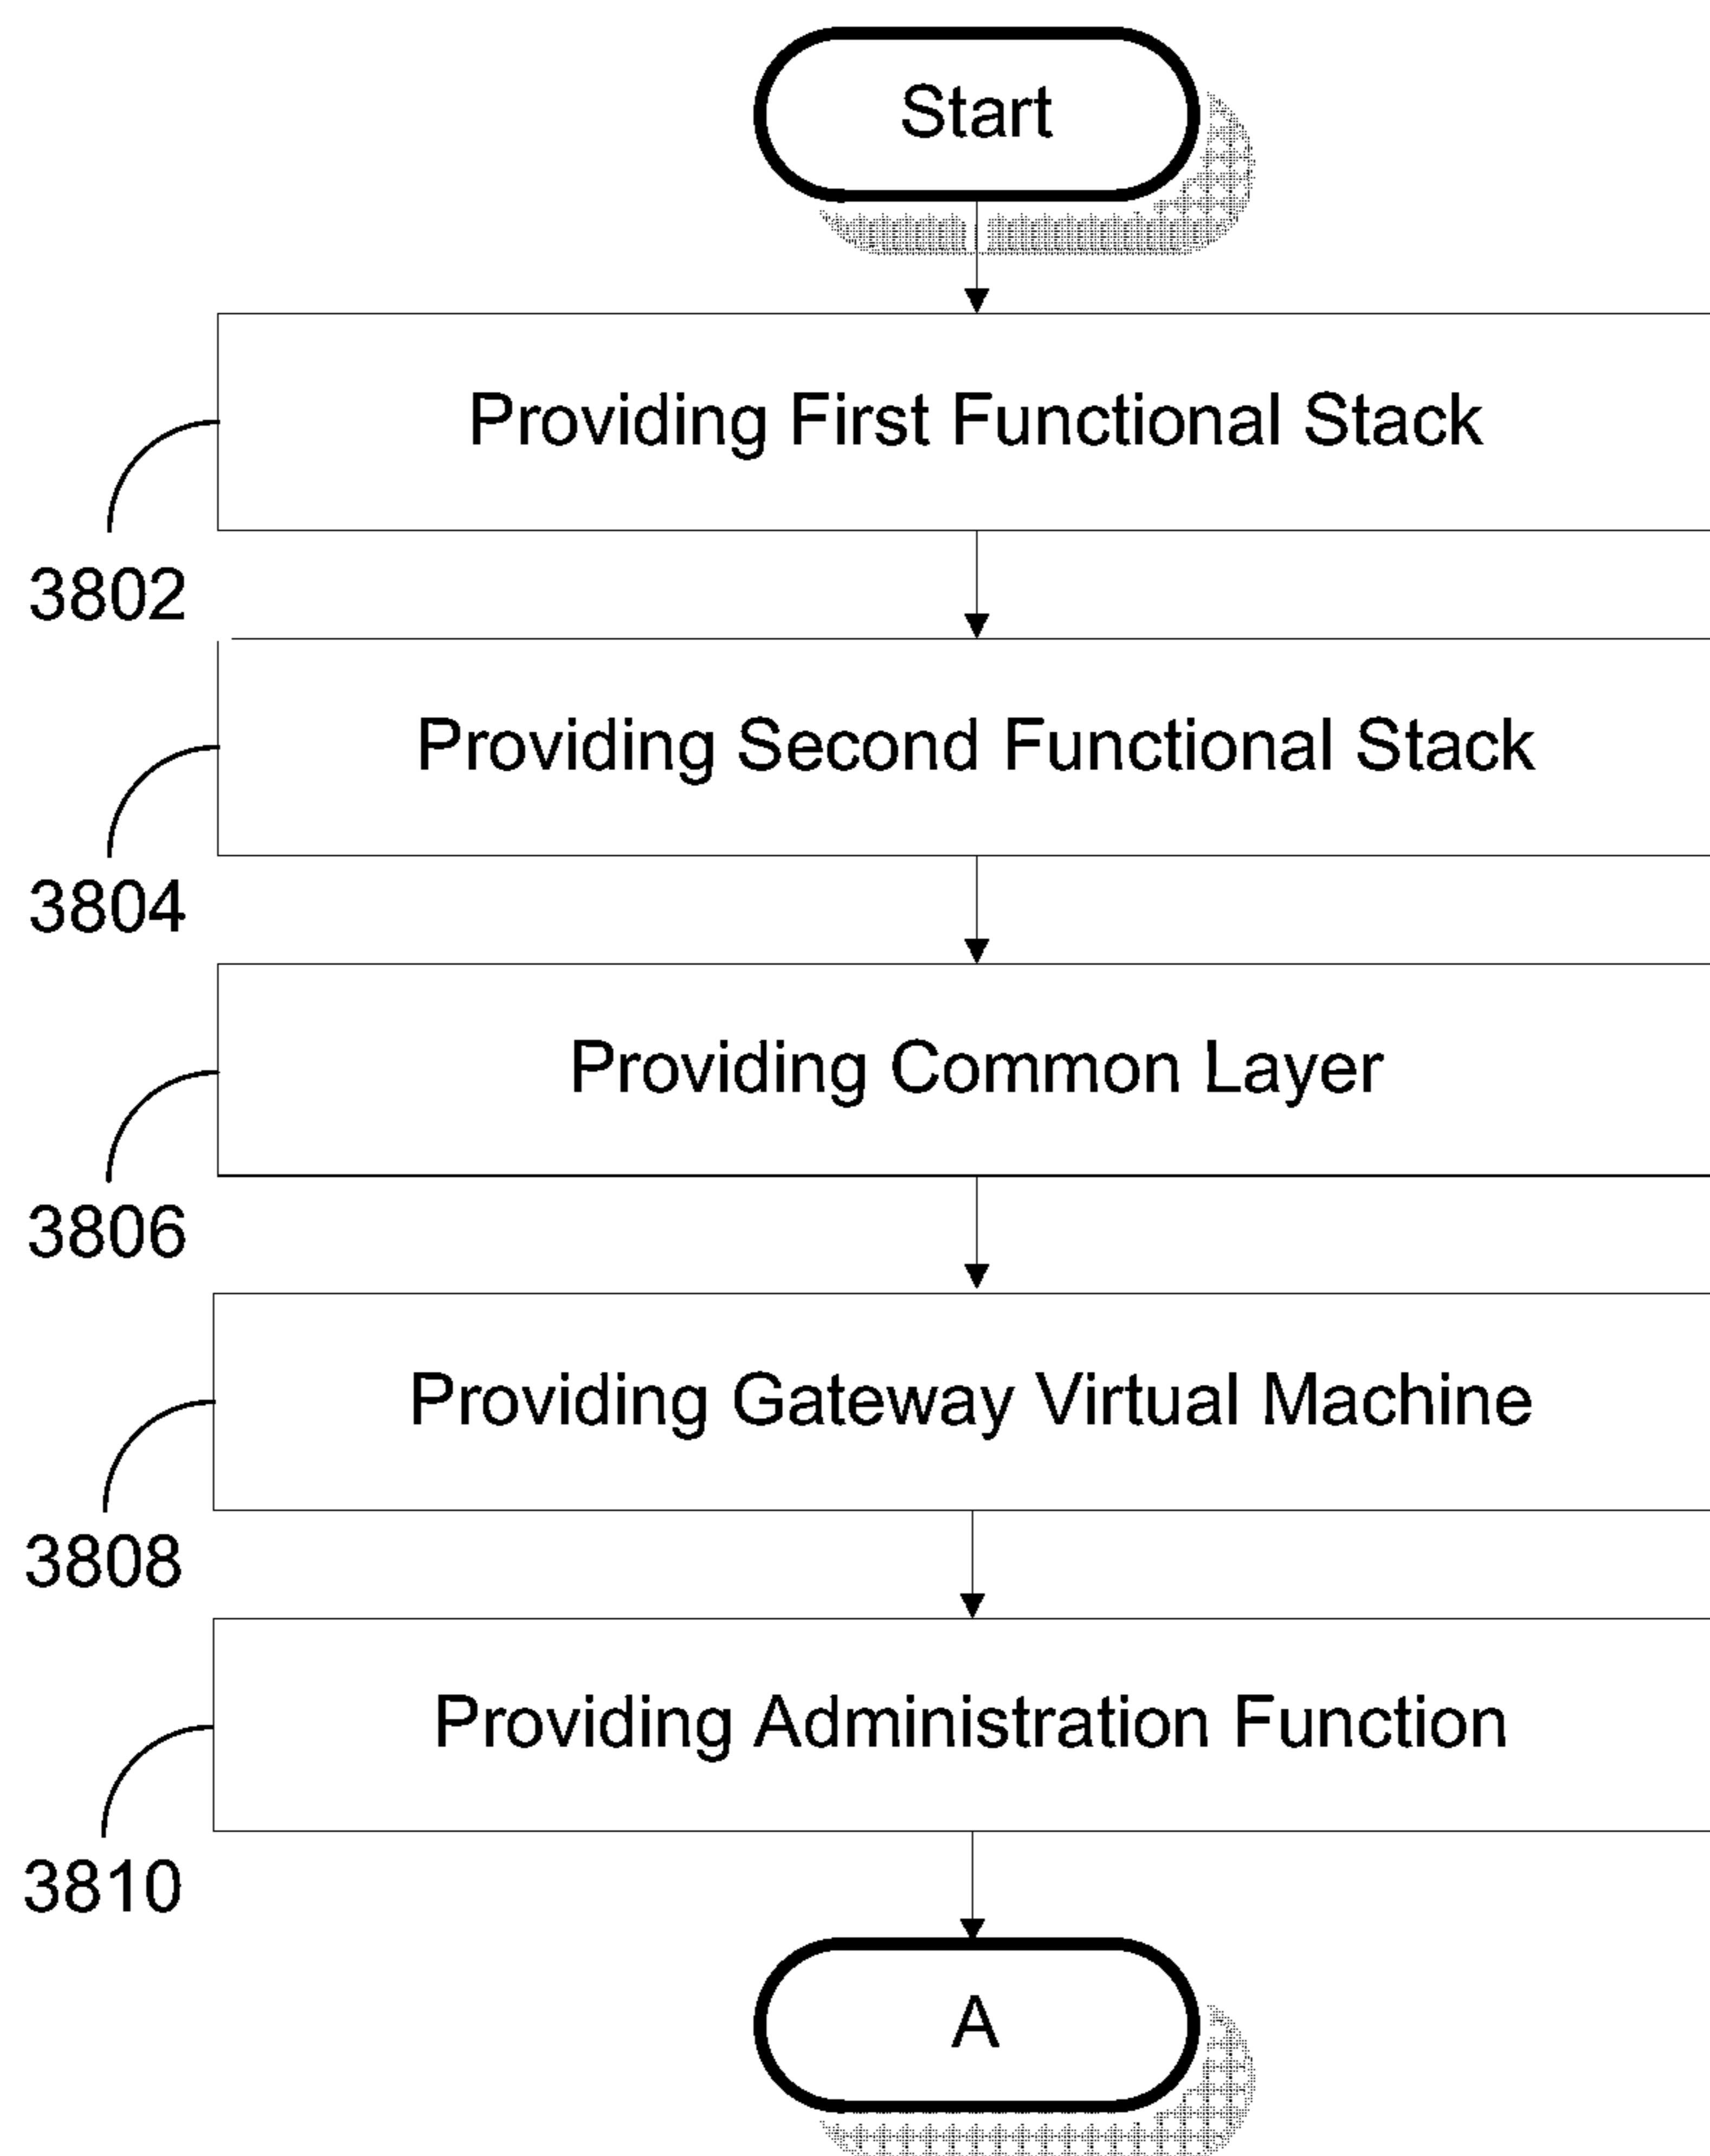 Start
Providing First Functional Stack
3802
Providing Second Functional Stack
3804
Providing Common Layer
3806
Providing Gateway Virtual Machine
3808
Providing Administration Function
3810
A